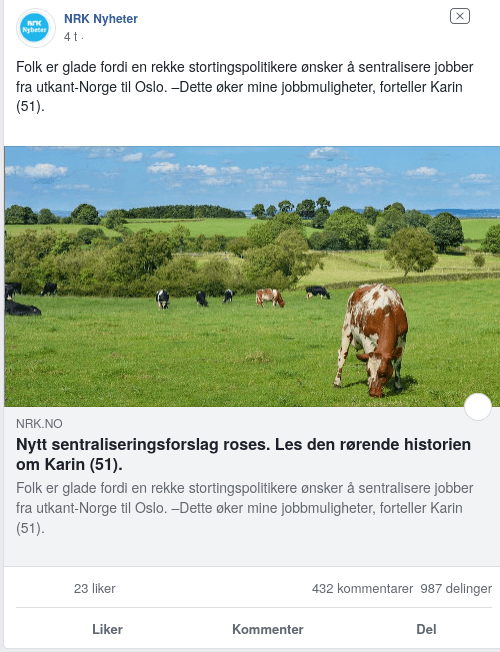 NRK
Nyheter
NRK Nyheter
4 t ·
Folk er glade fordi en rekke stortingspolitikere ønsker å sentralisere jobber
fra utkant-Norge til Oslo. –Dette øker mine jobbmuligheter, forteller Karin
(51).
NRK.NO
Nytt sentraliseringsforslag roses. Les den rørende historien
om Karin (51).
Folk er glade fordi en rekke stortingspolitikere ønsker å sentralisere jobber
fra utkant-Norge til Oslo. –Dette øker mine jobbmuligheter, forteller Karin
(51).
23 liker 432 kommentarer 987 delinger
Liker Kommenter Del